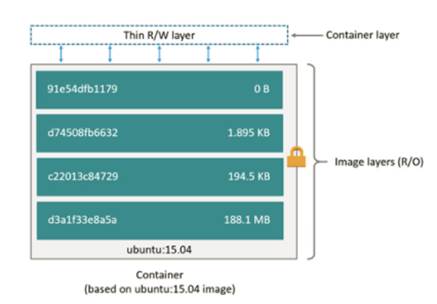 Thin R/W layer
Container layer
91e54dfb1179 0 B
d74508fb6632 1.895 KB
c22013c84729 194.5 KB
Image layers (R/O)
d3a1f33e8a5a 188.1 MB
ubuntu:15.04
Container
(based on ubuntu:15.04 image)